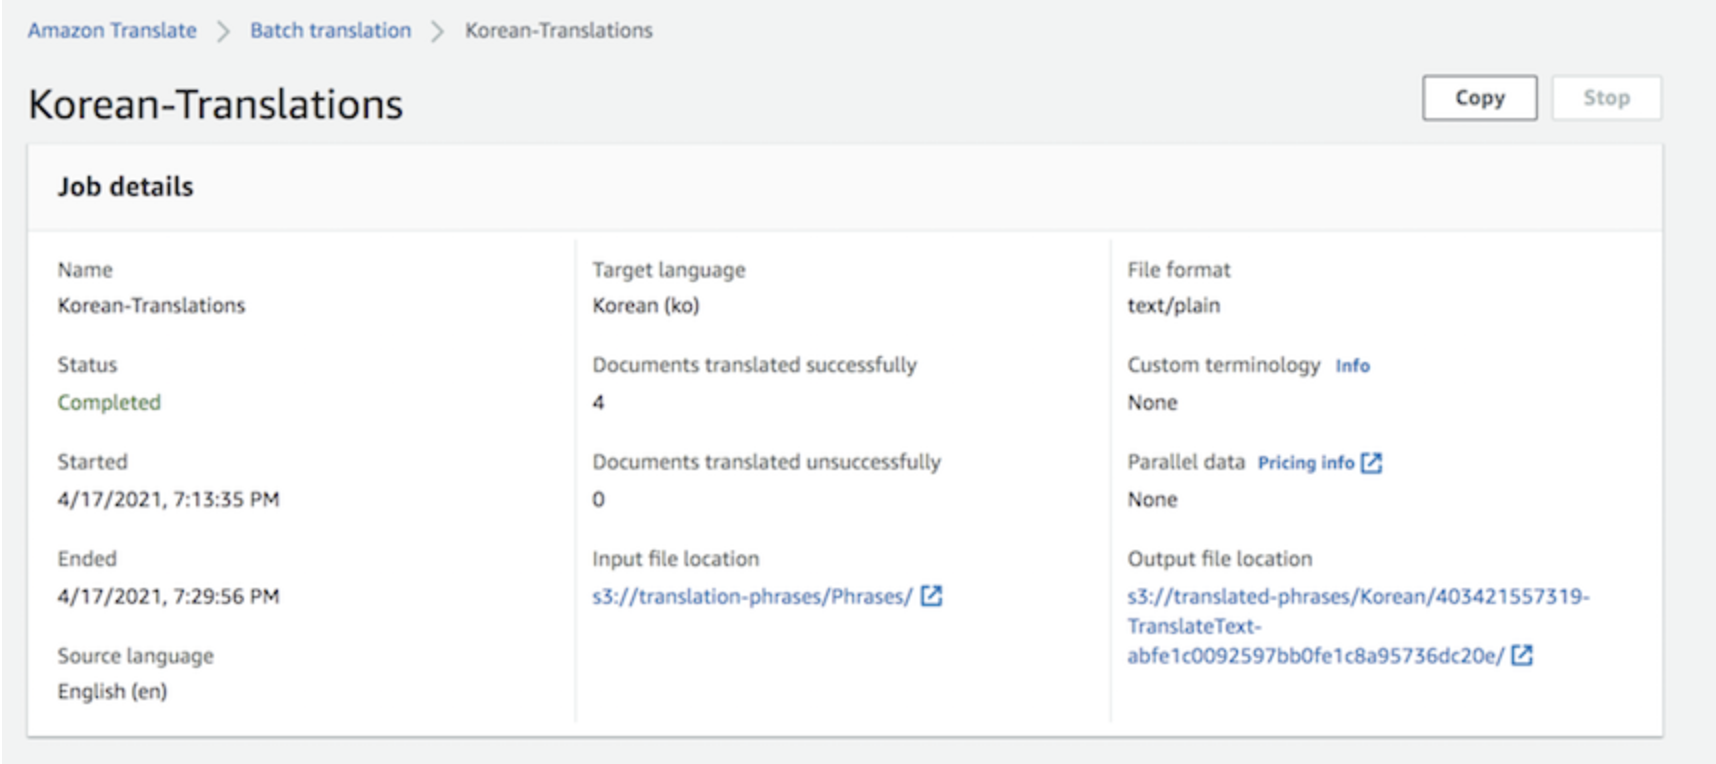 Amazon Translate > Batch translation > Korean-Translations
Korean-Translations
Copy
Stop
Job details
Name
Korean-Translations
Status
Completed
Started
4/17/2021, 7:13:35 PM
Ended
4/17/2021, 7:29:56 PM
Source language
English (en)
Target language
Korean (ko)
Documents translated successfully
4
Documents translated unsuccessfully
0
Input file location
s3://translation-phrases/Phrases/
File format
text/plain
Custom terminology Info
None
Parallel data Pricing info
None
Output file location
s3://translated-phrases/Korean/403421557319-
TranslateText-
abfe1c0092597bb0fe1c8a95736dc20e/